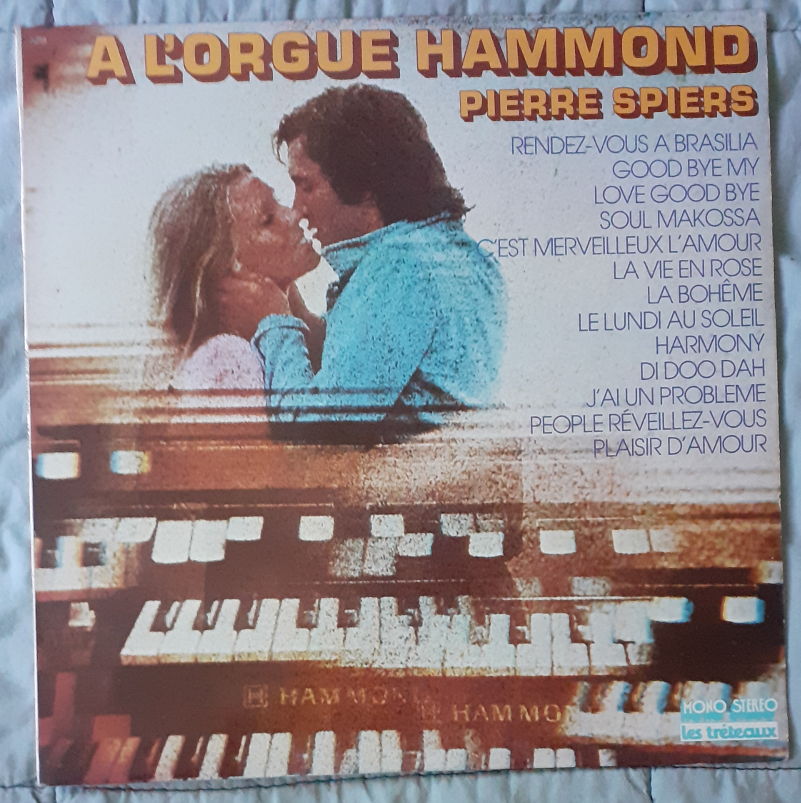 A L'ORGUE HAMMOND
PIERRE SPIERS
RENDEZ-VOUS A BRASILIA
GOOD BYE MY
LOVE GOOD BYE
SOUL MAKOSSA
C'EST MERVEILLEUX L'AMOUR
LA VIE EN ROSE
LA BOHÊME
LE LUNDI AU SOLEIL
HARMONY
DI DOO DAH
J'AI UN PROBLEME
PEOPLE RÉVEILLEZ-VOUS
PLAISIR D'AMOUR
H HAMMOND
H HAMMON
MONO STEREO
les tréteaux